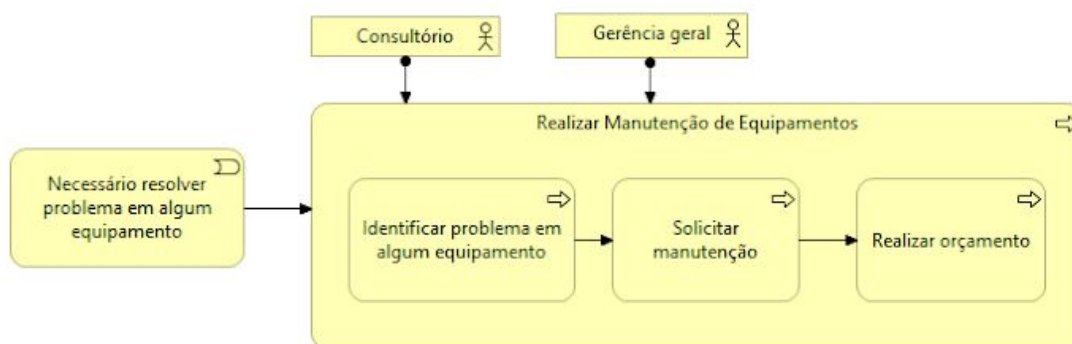 Consultório
Gerência geral
Realizar Manutenção de Equipamentos
Necessário resolver
problema em algum
equipamento
Identificar problema em
algum equipamento
Solicitar
manutenção
Realizar orçamento